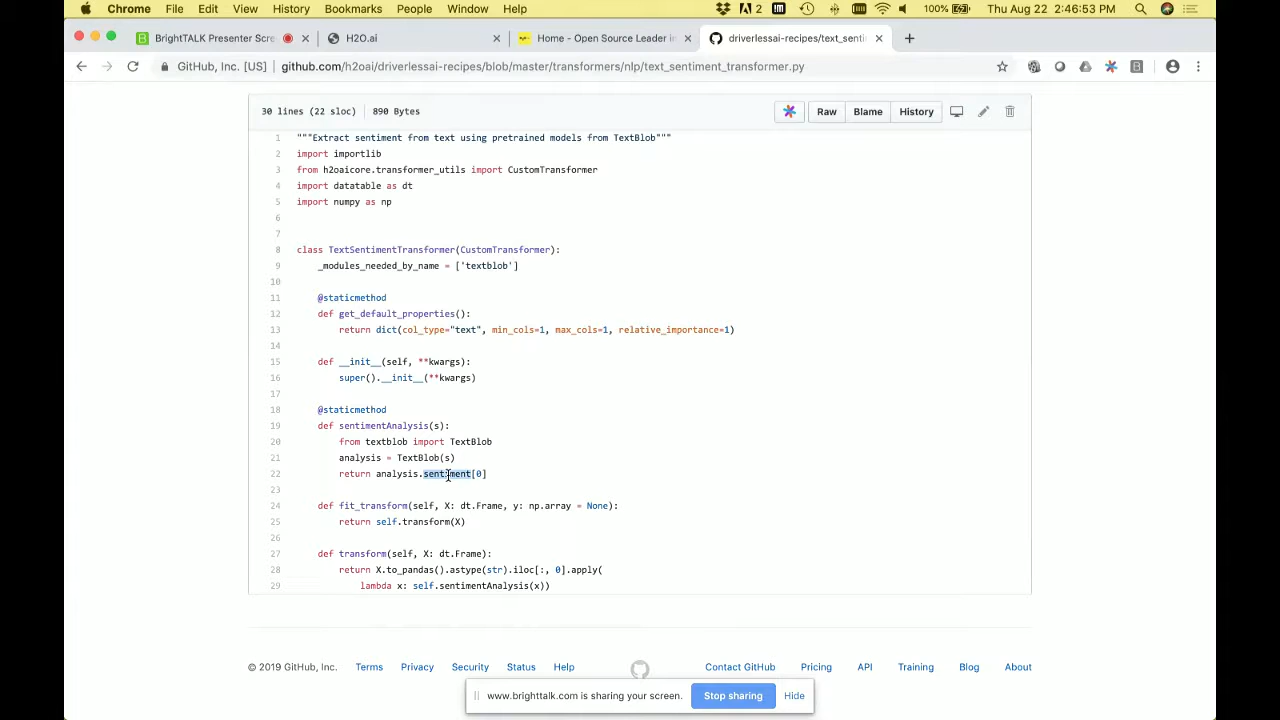 Chrome File Edit View History Bookmarks People Window Help 2 100% Thu Aug 22 2:46:53 PM
BrightTALK Presenter Scre H2O.ai Home - Open Source Leader i driverlessai-recipes/text_senti
GitHub, Inc. [US] github.com/h2oai/driverlessai-recipes/blob/master/transformers/nlp/text_sentiment_transformer.py
30 lines (22 sloc) 890 Bytes Raw Blame History
1 """Extract sentiment from text using pretrained models from TextBlob"""
2 import importlib
3 from h2oaicore.transformer_utils import CustomTransformer
4 import datatable as dt
5 import numpy as np
6
7
8 class TextSentimentTransformer(CustomTransformer):
9 _modules_needed_by_name = ['textblob']
10
11 @staticmethod
12 def get_default_properties():
13 return dict(col_type="text", min_cols=1, max_cols=1, relative_importance=1)
14
15 def __init__(self, **kwargs):
16 super().__init__(**kwargs)
17
18 @staticmethod
19 def sentimentAnalysis(s):
20 from textblob import TextBlob
21 analysis = TextBlob(s)
22 return analysis.sentiment[0]
23
24 def fit_transform(self, X: dt.Frame, y: np.array = None):
25 return self.transform(X)
26
27 def transform(self, X: dt.Frame):
28 return X.to_pandas().astype(str).iloc[:, 0].apply(
29 lambda x: self.sentimentAnalysis(x))
© 2019 GitHub, Inc. Terms Privacy Security Status Help Contact GitHub Pricing API Training Blog About
www.brighttalk.com is sharing your screen. Stop sharing Hide